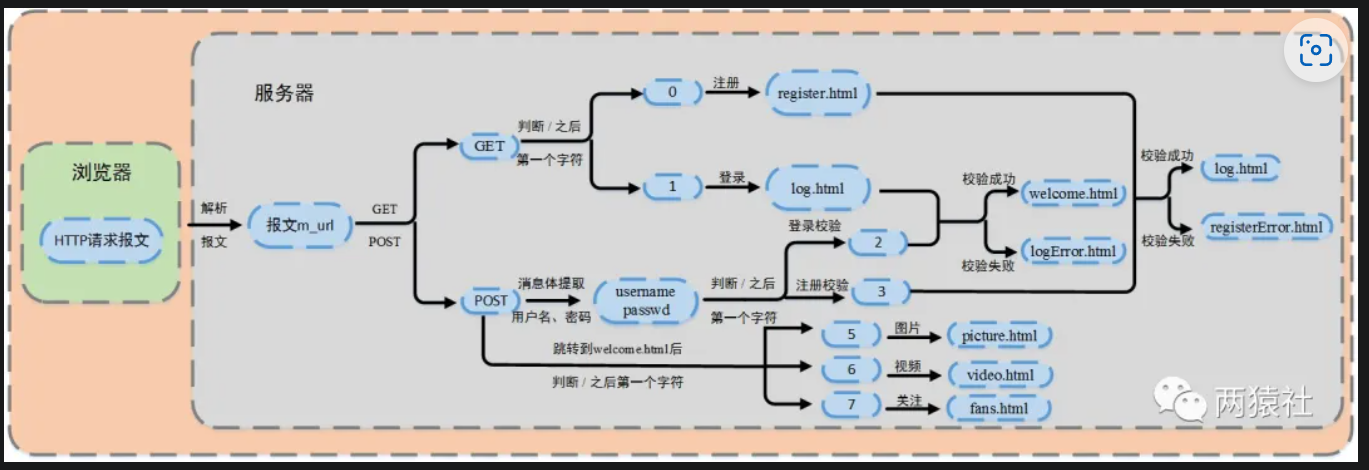 服务器
浏览器
HTTP请求报文
解析
报文
报文m_url
GET
POST
GET
判断 / 之后
第一个字符
0
注册
register.html
1
登录
log.html
POST
消息体提取
用户名、密码
username
passwd
判断 / 之后
第一个字符
登录校验
2
注册校验
3
校验成功
welcome.html
校验失败
logError.html
校验成功
log.html
校验失败
registerError.html
跳转到welcome.html后
判断 / 之后第一个字符
5
图片
picture.html
6
视频
video.html
7
关注
fans.html
两猿社